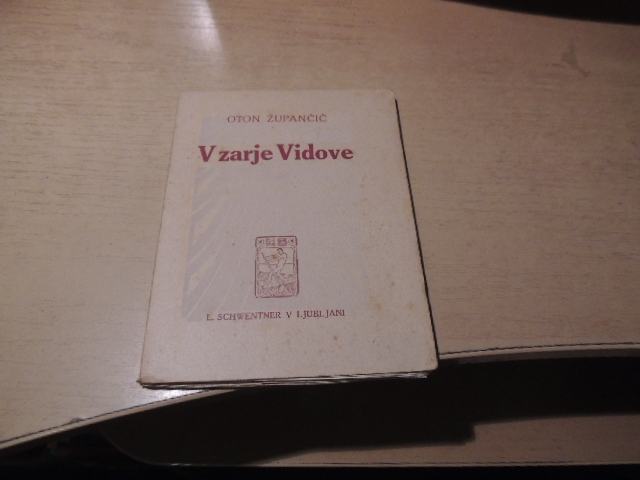 OTON ŽUPANČIČ
V zarje Vidove
L. SCHWENTNER V LJUBLJANI